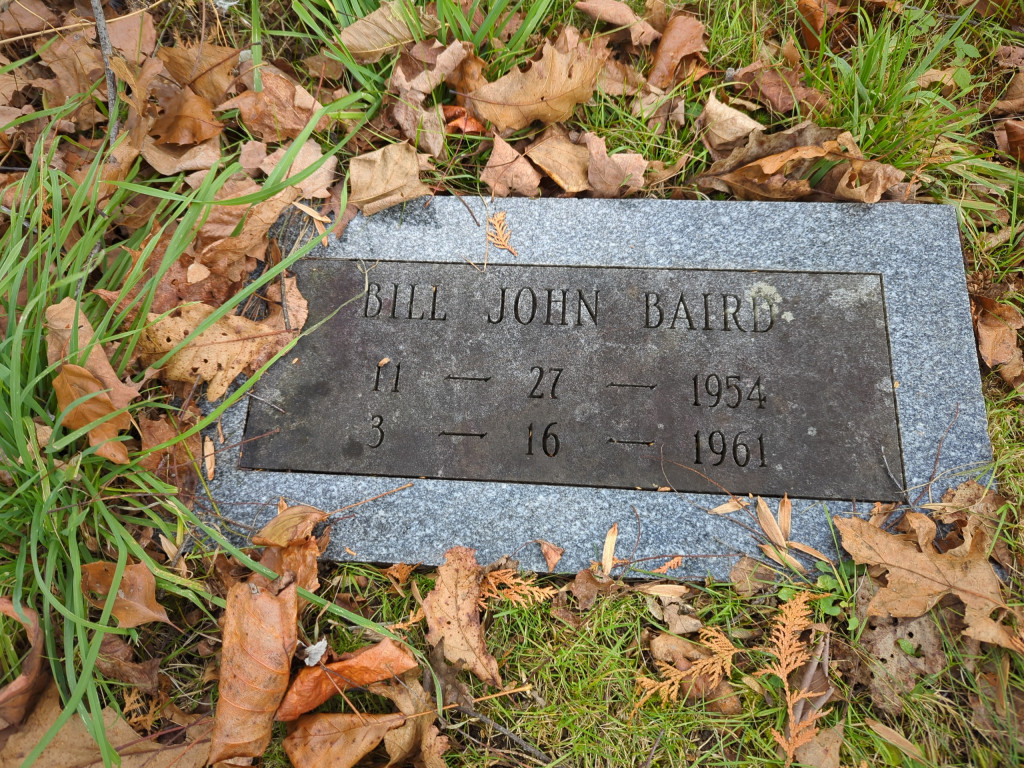 BILL JOHN BAIRD
11 — 27 — 1954
3 — 16 — 1961